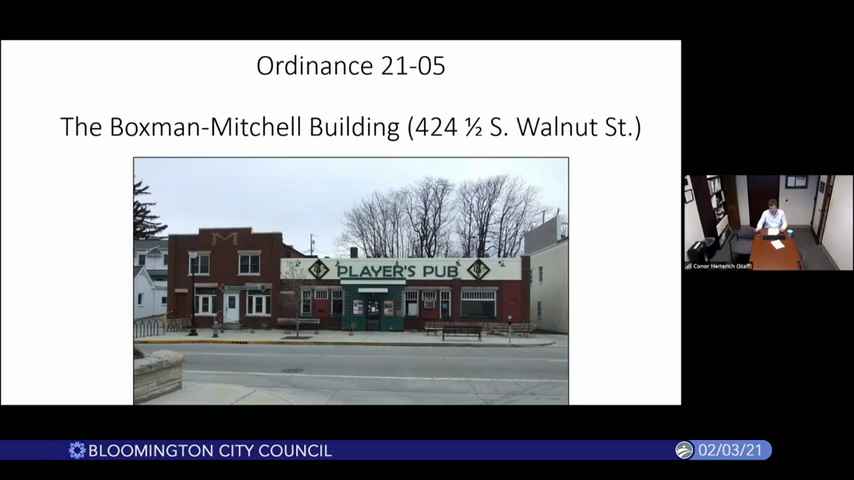 Ordinance 21-05
The Boxman-Mitchell Building (424 ½ S. Walnut St.)
M
PLAYER'S PUB
Conor Herterich (Staff)
BLOOMINGTON CITY COUNCIL
02/03/21